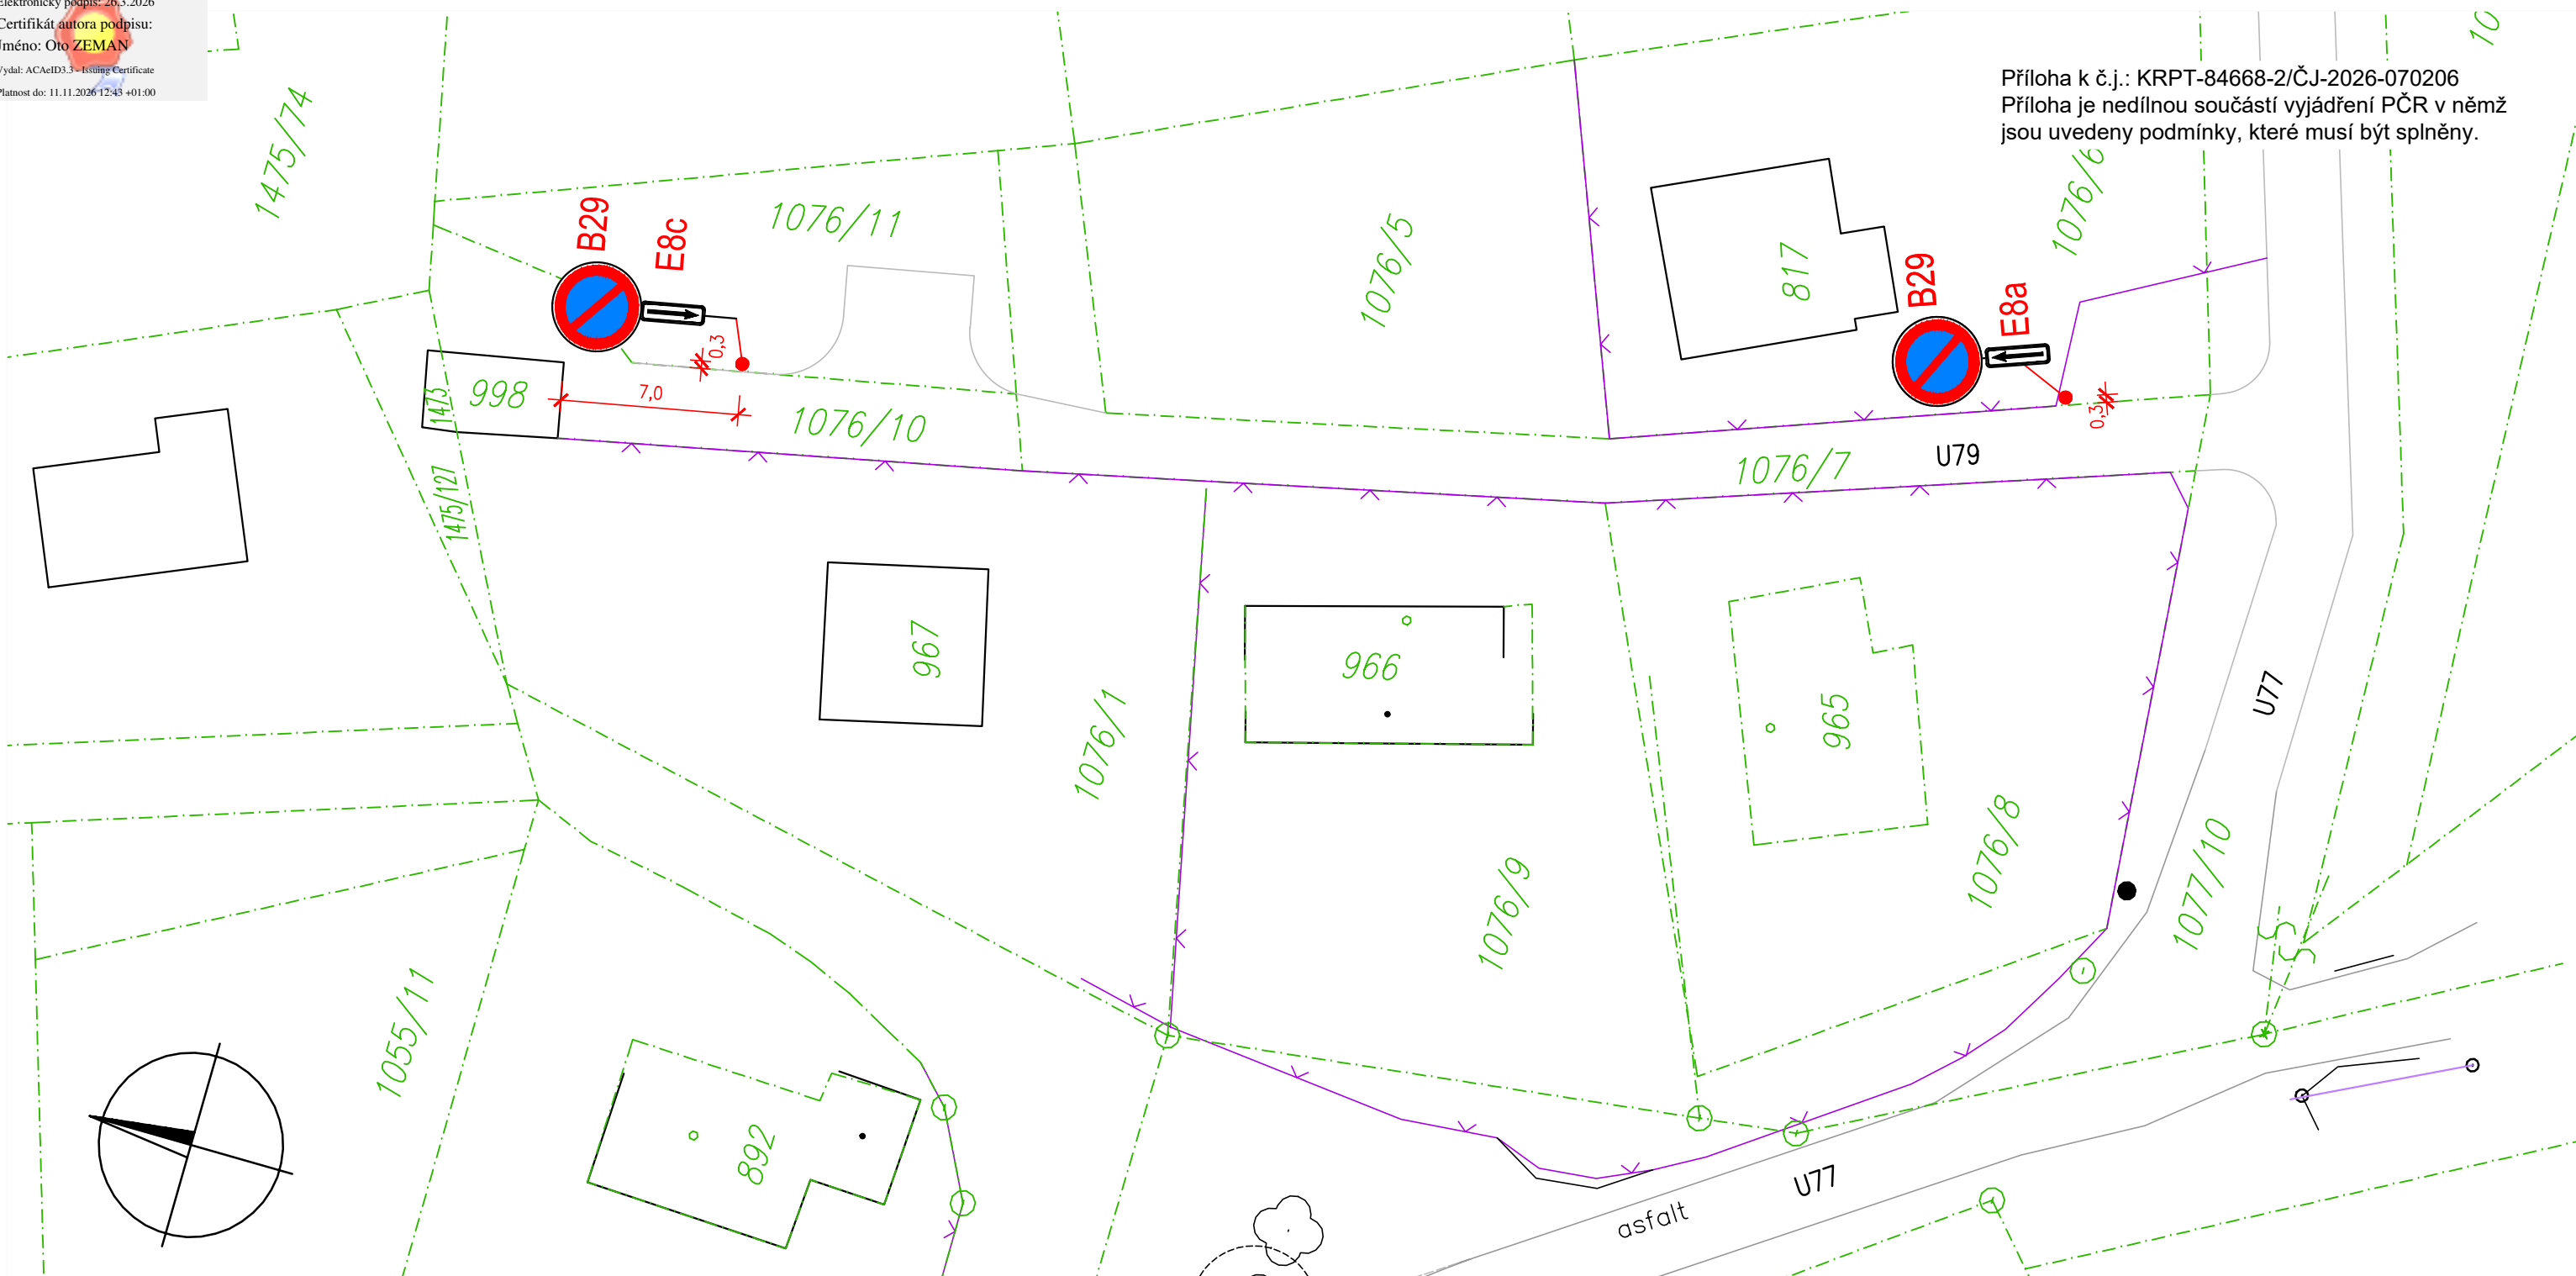 Elektronický podpis: 26.3.2026
Certifikát autora podpisu:
Jméno: Oto ZEMAN
Vydal: ACAeID3.3 - Issuing Certificate
Platnost do: 11.11.2026 12:43 +01:00
Příloha k č.j.: KRPT-84668-2/ČJ-2026-070206
Příloha je nedílnou součástí vyjádření PČR v němž
jsou uvedeny podmínky, které musí být splněny.
10
1475/74
B29
E8c
1076/11
1076/5
817
1076/6
B29
E8a
0,3
7,0
0,3
998
1475
1076/10
1076/7
U79
1475/127
967
966
965
1076/1
U77
1076/9
1076/8
1077/10
1055/11
892
U77
asfalt